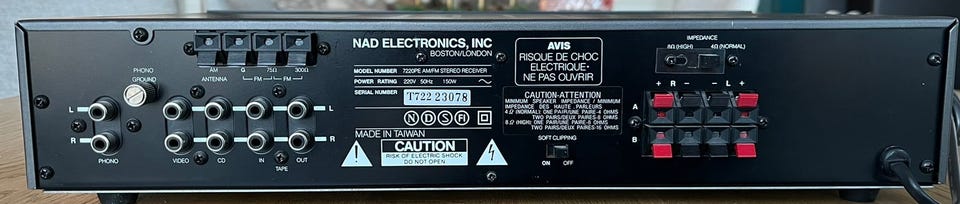 PHONO
GROUND
AM G 75Ω 300Ω
ANTENNA FM FM
L
R
PHONO
VIDEO CD IN OUT
TAPE
L
R
NAD ELECTRONICS, INC
BOSTON/LONDON
MODEL NUMBER 7220PE AM/FM STEREO RECEIVER
POWER RATING 220V 50Hz 150W
SERIAL NUMBER T722 23078
N D S FI
MADE IN TAIWAN
CAUTION
RISK OF ELECTRIC SHOCK
DO NOT OPEN
AVIS
RISQUE DE CHOC
ELECTRIQUE-
NE PAS OUVRIR
CAUTION-ATTENTION
MINIMUM SPEAKER IMPEDANCE / MINIMUM
IMPEDANCE DES HAUTE . PARLEURS
4Ω (NORMAL) ONE PAIR/UNE PAIRE-4 OHMS
TWO PAIRS/DEUX PAIRES-8 OHMS
8Ω (HIGH) ONE PAIR/UNE PAIRE-8 OHMS
TWO PAIRS/DEUX PAIRES-16 OHMS
SOFT CLIPPING
ON OFF
IMPEDANCE
8Ω (HIGH) 4Ω (NORMAL)
+ R - - L +
A
B